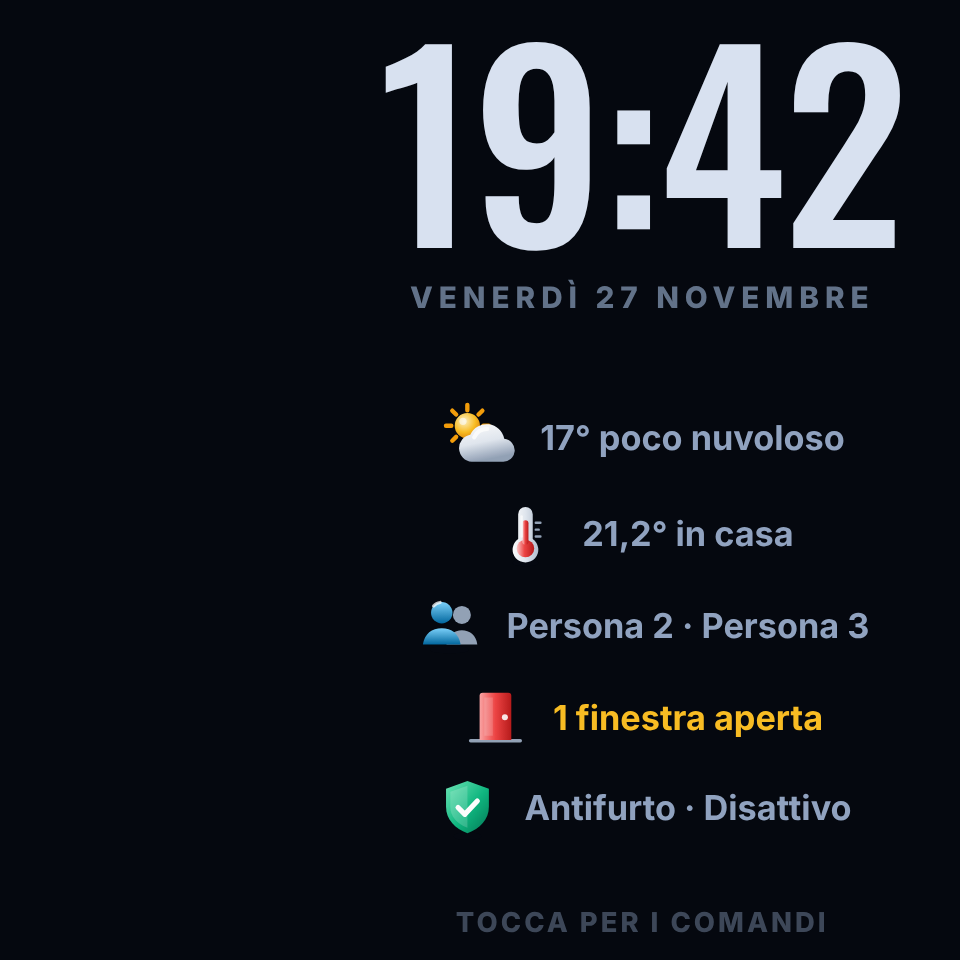 19:42
VENERDÌ 27 NOVEMBRE
17° poco nuvoloso
21,2° in casa
Persona 2 · Persona 3
1 finestra aperta
Antifurto · Disattivo
TOCCA PER I COMANDI